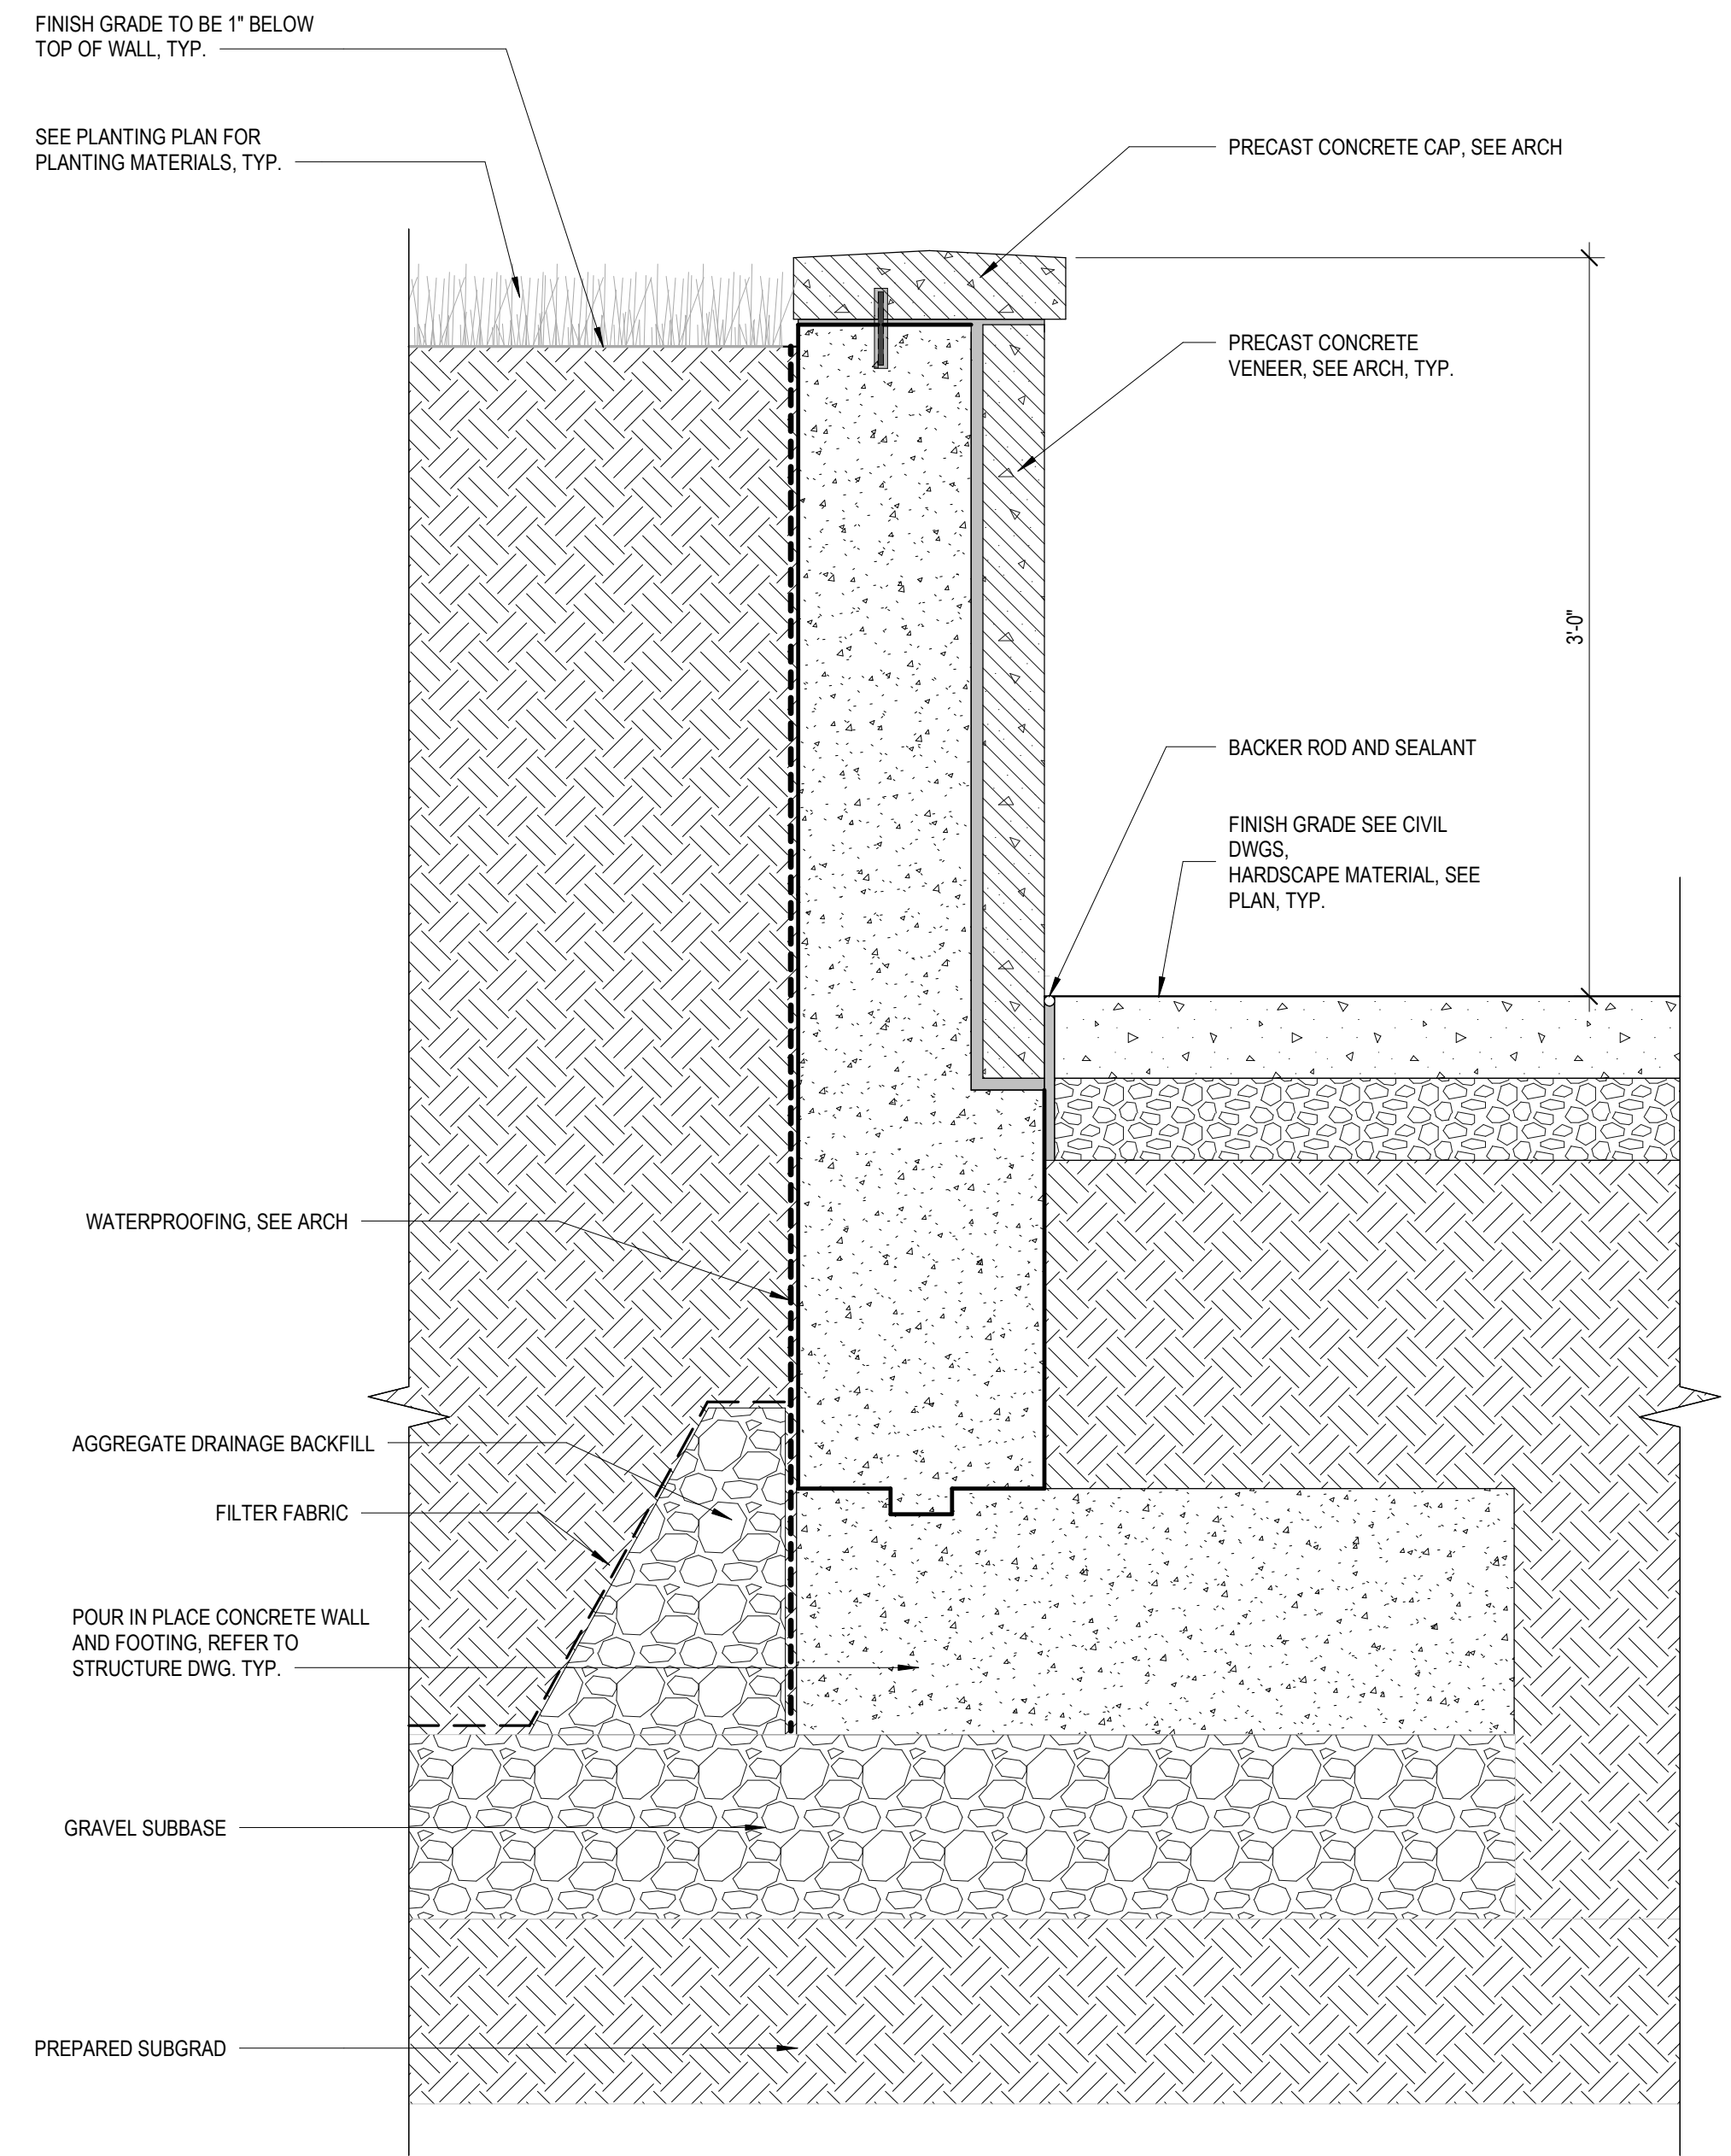 FINISH GRADE TO BE 1" BELOW
TOP OF WALL, TYP.
SEE PLANTING PLAN FOR
PLANTING MATERIALS, TYP.
PRECAST CONCRETE CAP, SEE ARCH
PRECAST CONCRETE
VENEER, SEE ARCH, TYP.
3'-0"
BACKER ROD AND SEALANT
FINISH GRADE SEE CIVIL
DWGS,
HARDSCAPE MATERIAL, SEE
PLAN, TYP.
WATERPROOFING, SEE ARCH
AGGREGATE DRAINAGE BACKFILL
FILTER FABRIC
POUR IN PLACE CONCRETE WALL
AND FOOTING, REFER TO
STRUCTURE DWG. TYP.
GRAVEL SUBBASE
PREPARED SUBGRAD